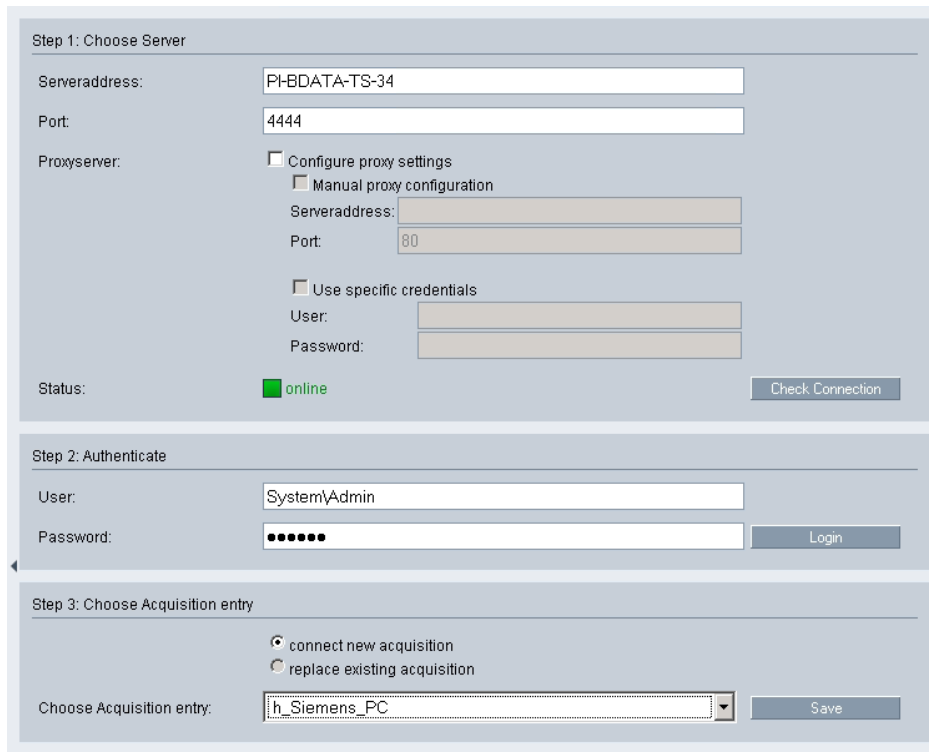 Step 1: Choose Server
Serveraddress: PI-BDATA-TS-34
Port: 4444
Proxyserver: Configure proxy settings
Manual proxy configuration
Serveraddress:
Port: 80
Use specific credentials
User:
Password:
Status: online Check Connection
Step 2: Authenticate
User: System\Admin
Password: ●●●●●● Login
Step 3: Choose Acquisition entry
connect new acquisition
replace existing acquisition
Choose Acquisition entry: h_Siemens_PC Save